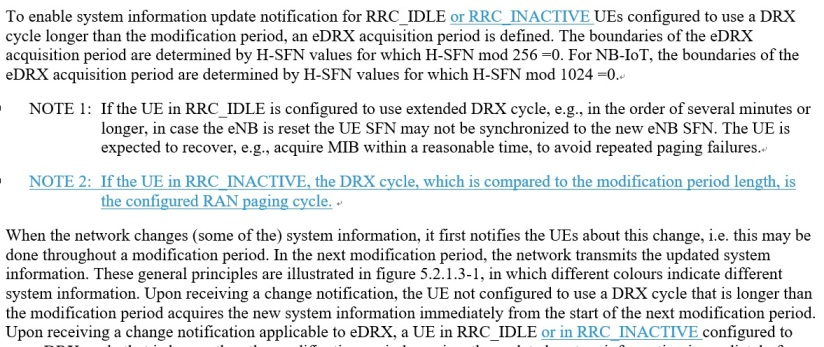 To enable system information update notification for RRC_IDLE or RRC_INACTIVE UEs configured to use a DRX
cycle longer than the modification period, an eDRX acquisition period is defined. The boundaries of the eDRX
acquisition period are determined by H-SFN values for which H-SFN mod 256 =0. For NB-IoT, the boundaries of the
eDRX acquisition period are determined by H-SFN values for which H-SFN mod 1024 =0.
NOTE 1: If the UE in RRC_IDLE is configured to use extended DRX cycle, e.g., in the order of several minutes or
longer, in case the eNB is reset the UE SFN may not be synchronized to the new eNB SFN. The UE is
expected to recover, e.g., acquire MIB within a reasonable time, to avoid repeated paging failures.
NOTE 2: If the UE in RRC_INACTIVE, the DRX cycle, which is compared to the modification period length, is
the configured RAN paging cycle.
When the network changes (some of the) system information, it first notifies the UEs about this change, i.e. this may be
done throughout a modification period. In the next modification period, the network transmits the updated system
information. These general principles are illustrated in figure 5.2.1.3-1, in which different colours indicate different
system information. Upon receiving a change notification, the UE not configured to use a DRX cycle that is longer than
the modification period acquires the new system information immediately from the start of the next modification period.
Upon receiving a change notification applicable to eDRX, a UE in RRC_IDLE or in RRC_INACTIVE configured to